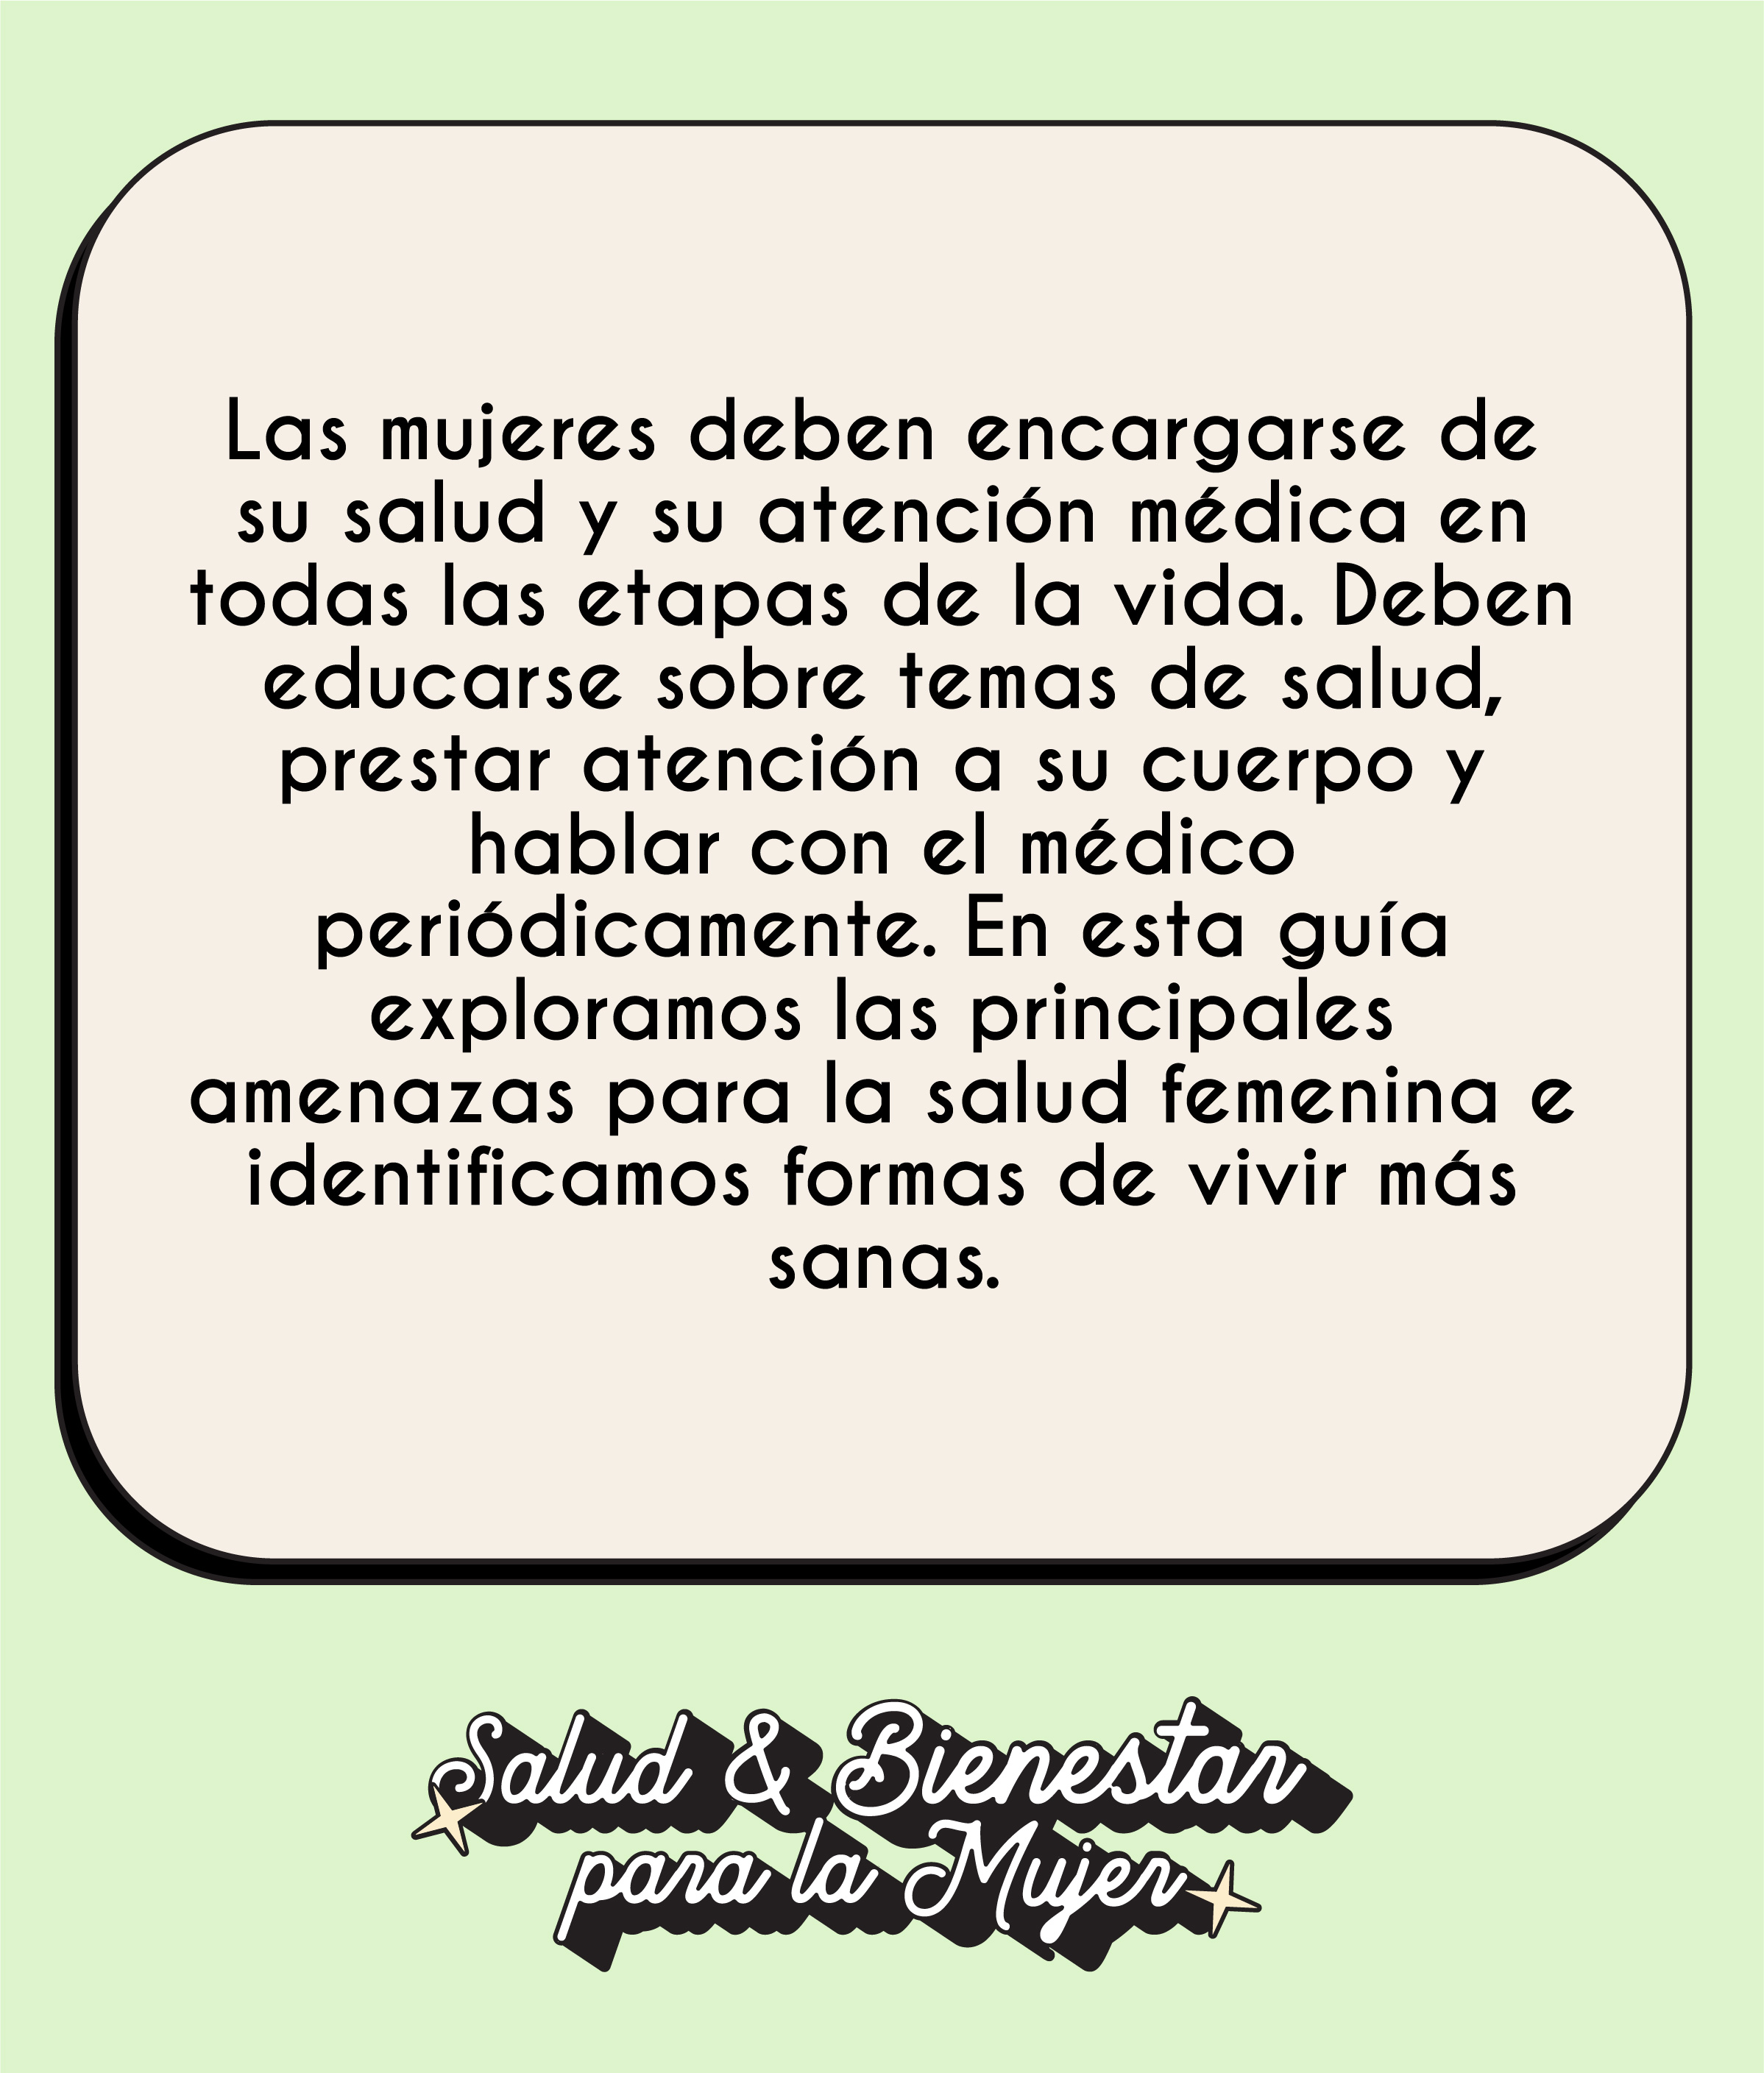 Las mujeres deben encargarse de
su salud y su atención médica en
todas las etapas de la vida. Deben
educarse sobre temas de salud,
prestar atención a su cuerpo y
hablar con el médico
periódicamente. En esta guía
exploramos las principales
amenazas para la salud femenina e
identificamos formas de vivir más
sanas.
Salud & Bienestar
para la Mujer